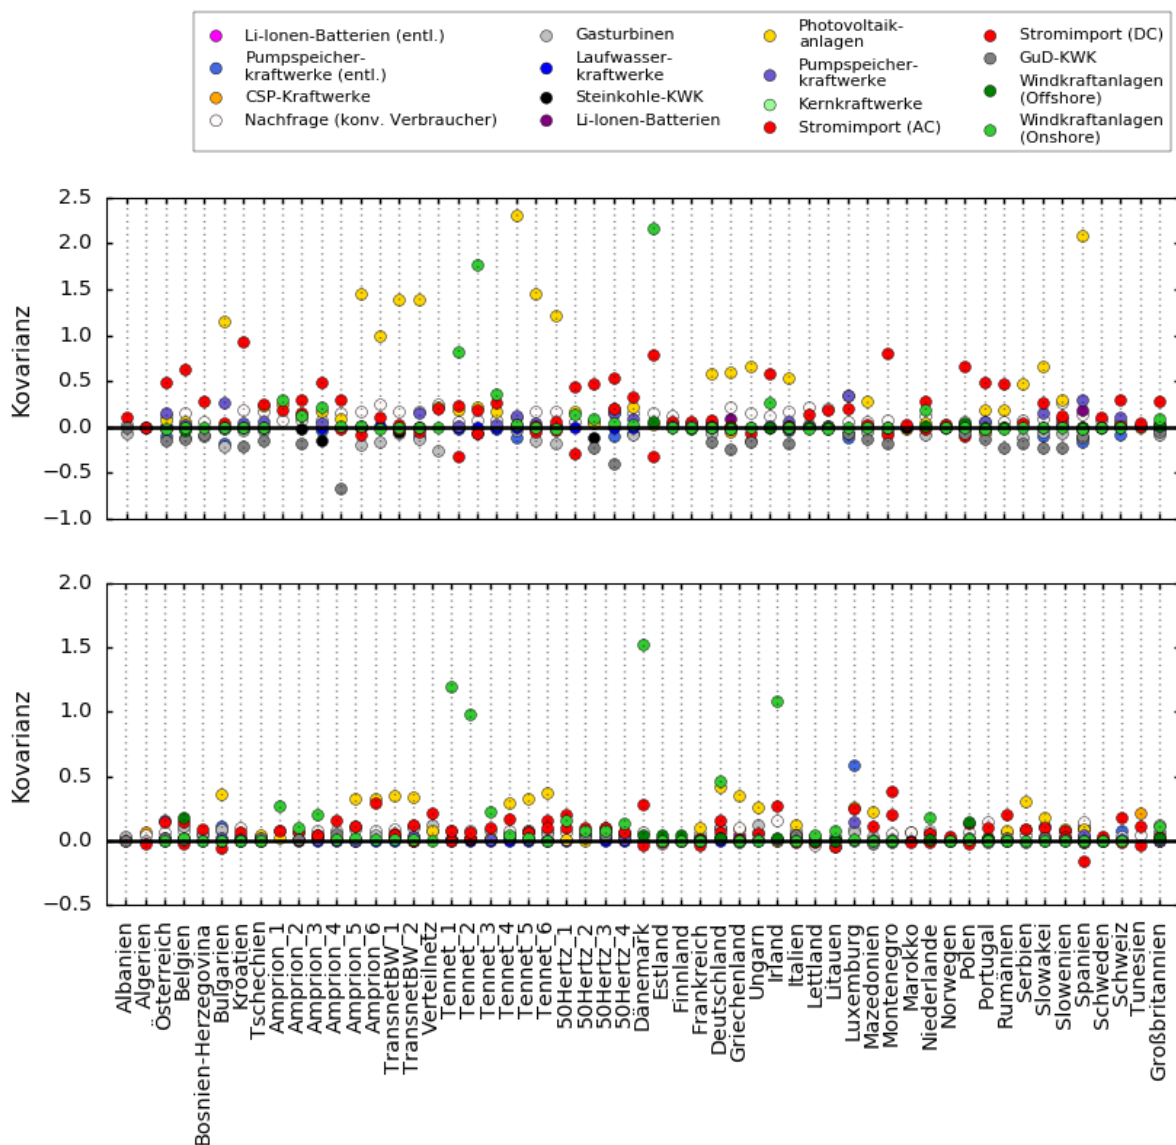 Li-Ionen-Batterien (entl.)
Pumpspeicher-
kraftwerke (entl.)
CSP-Kraftwerke
Nachfrage (konv. Verbraucher)
Gasturbinen
Laufwasser-
kraftwerke
Steinkohle-KWK
Li-Ionen-Batterien
Photovoltaik-
anlagen
Pumpspeicher-
kraftwerke
Kernkraftwerke
Stromimport (AC)
Stromimport (DC)
GuD-KWK
Windkraftanlagen
(Offshore)
Windkraftanlagen
(Onshore)
Kovarianz
2.5
2.0
1.5
1.0
0.5
0.0
−0.5
−1.0
Kovarianz
2.0
1.5
1.0
0.5
0.0
−0.5
Albanien
Algerien
Österreich
Belgien
Bosnien-Herzegovina
Bulgarien
Kroatien
Tschechien
Amprion_1
Amprion_2
Amprion_3
Amprion_4
Amprion_5
Amprion_6
TransnetBW_1
TransnetBW_2
Verteilnetz
Tennet_1
Tennet_2
Tennet_3
Tennet_4
Tennet_5
Tennet_6
50Hertz_1
50Hertz_2
50Hertz_3
50Hertz_4
Dänemark
Estland
Finnland
Frankreich
Deutschland
Griechenland
Ungarn
Irland
Italien
Lettland
Litauen
Luxemburg
Mazedonien
Montenegro
Marokko
Niederlande
Norwegen
Polen
Portugal
Rumänien
Serbien
Slowakei
Slowenien
Spanien
Schweden
Schweiz
Tunesien
Großbritannien